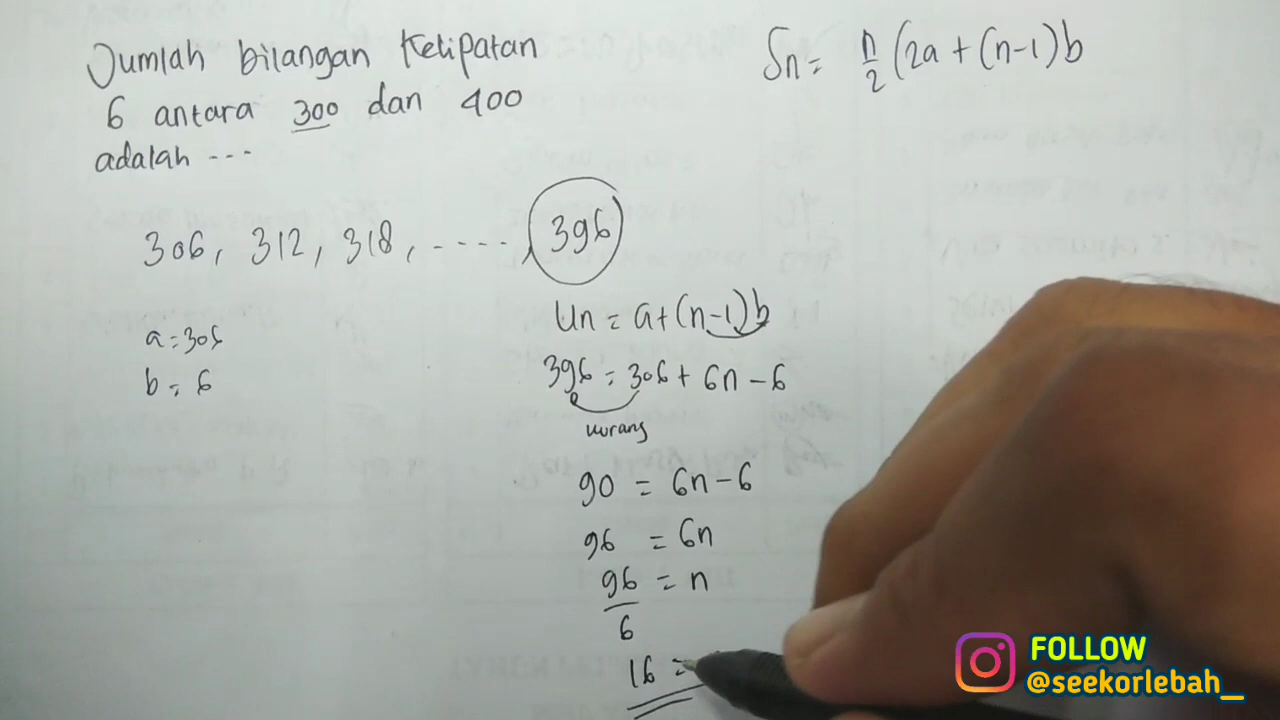 Jumlah bilangan Kelipatan
6 antara 300 dan 400
adalah ---
Sn = n/2 (2a + (n-1)b
306, 312, 318, ----, 396
a = 306
b = 6
Un = a + (n-1)b
396 = 306 + 6n - 6
kurang
90 = 6n - 6
96 = 6n
96/6 = n
16 =
FOLLOW
@seekorlebah_